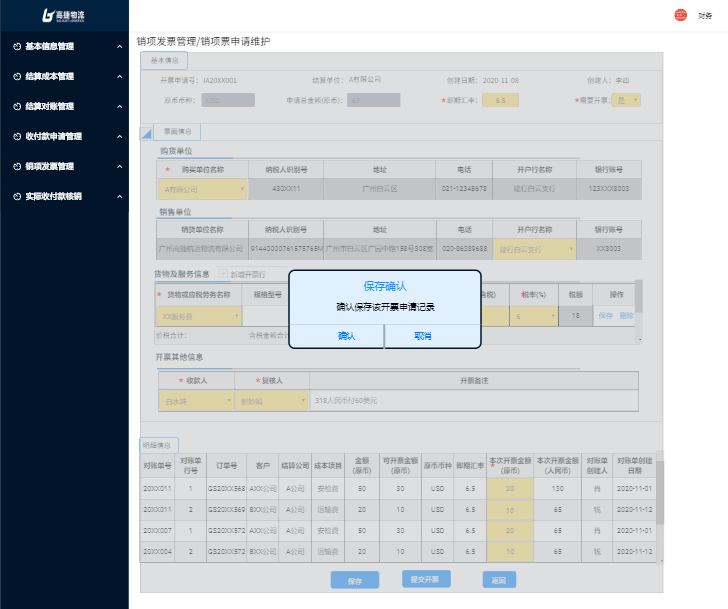 高捷物流
财务
基本信息管理
结算成本管理
结算对账管理
收付款申请管理
销项发票管理
实际收付款核销
销项发票管理/销项票申请维护
基本信息
开票申请号: IA20XX001 结算单位: A有限公司 创建日期: 2020-11-08 创建人: 李四
原币币种: 申请总金额(原币): *即期汇率: 6.5 *需要开票: 是
票面信息
购货单位
* 购买单位名称 纳税人识别号 地址 电话 开户行名称 银行账号
A有限公司 430XX11 广州白云区 021-12348678 建行白云支行 123XXX8003
销售单位
销货单位名称 纳税人识别号 地址 电话 开户行名称 银行账号
广州高捷航运物流有限公司 91440000761575765M 广州市白云区广园中路158号308室 020-86589688 建行白云支行 XX8005
货物及服务信息 新增开票行
* 货物或应税劳务名称 规格型号 税率(%) 税额 操作
XX服务费 6 18 保存 删除
价税合计: 含税金额合计
保存确认
确认保存该开票申请记录
确认 取消
开票其他信息
* 收款人 * 复核人 开票备注
白水味 318人民币付60美元
明细信息
对账单号 对账单行号 订单号 客户 结算公司 成本项目 金额(原币) 可开票金额(原币) 原币币种 即期汇率 * 本次开票金额(原币) 本次开票金额(人民币) 对账单创建人 对账单创建日期
20XX011 1 GS20XX568 AXX公司 A公司 安检费 50 30 USD 6.5 20 130 肖 2020-11-01
20XX011 2 GS20XX569 BXX公司 A公司 运输费 20 10 USD 6.5 10 65 钱 2020-11-12
20XX007 1 GS20XX572 AXX公司 A公司 安检费 50 30 USD 6.5 20 65 肖 2020-11-01
20XX004 2 GS20XX572 BXX公司 A公司 运输费 20 10 USD 6.5 10 65 钱 2020-11-12
保存 提交开票 返回